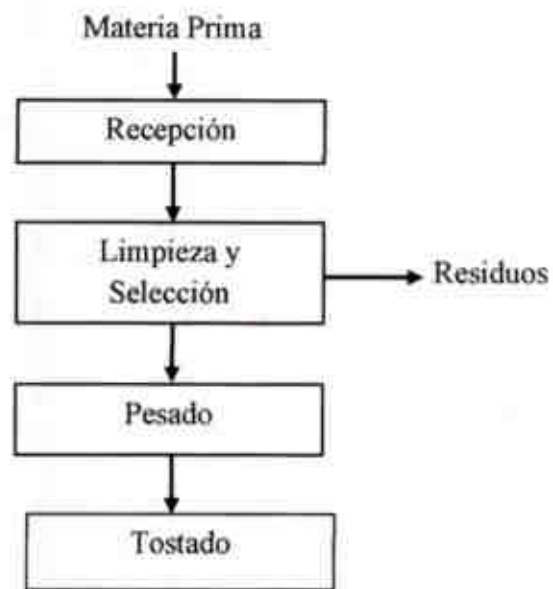 Materia Prima
Recepción
Limpieza y
Selección
Residuos
Pesado
Tostado